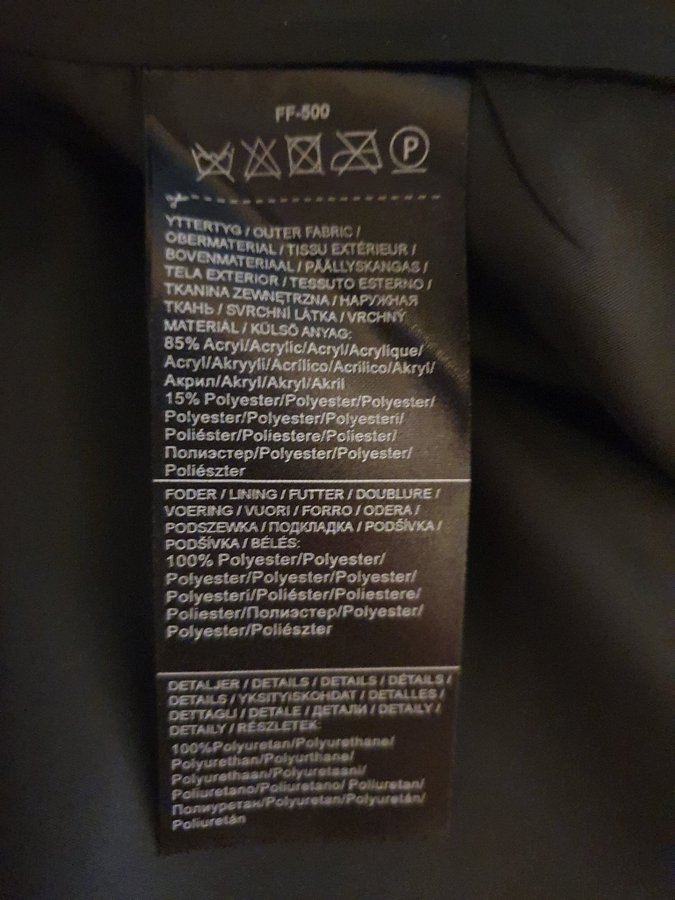 FF-500
P
YTTERTYG / OUTER FABRIC /
OBERMATERIAL / TISSU EXTÉRIEUR /
BOVENMATERIAAL / PÄÄLLYSKANGAS /
TELA EXTERIOR / TESSUTO ESTERNO /
TKANINA ZEWNĘTRZNA / НАРУЖНАЯ
ТКАНЬ / SVRCHNÍ LÁTKA / VRCHNÝ
MATERIÁL / KÜLSŐ ANYAG:
85% Acryl/Acrylic/Acryl/Acrylique/
Acryl/Akryyli/Acrílico/Acrilico/Akryl/
Акрил/Akryl/Akryl/Akril
15% Polyester/Polyester/Polyester/
Polyester/Polyester/Polyesteri/
Poliéster/Poliestere/Poliester/
Полиэстер/Polyester/Polyester/
Poliészter
FODER / LINING / FUTTER / DOUBLURE /
VOERING / VUORI / FORRO / ODERA /
PODSZEWKA / ПОДКЛАДКА / PODŠÍVKA /
PODŠÍVKA / BÉLÉS:
100% Polyester/Polyester/
Polyester/Polyester/Polyester/
Polyesteri/Poliéster/Poliestere/
Poliester/Полиэстер/Polyester/
Polyester/Poliészter
DETALJER / DETAILS / DETAILS / DÉTAILS /
DETAILS / YKSITYISKOHDAT / DETALLES /
DETTAGLI / DETALE / ДЕТАЛИ / DETAILY /
DETAILY / RÉSZLETEK:
100%Polyuretan/Polyurethane/
Polyurethan/Polyurthane/
Polyurethaan/Polyuretaani/
Poliuretano/Poliuretano/ Poliuretan/
Полиуретан/Polyuretan/Polyuretán/
Poliuretán